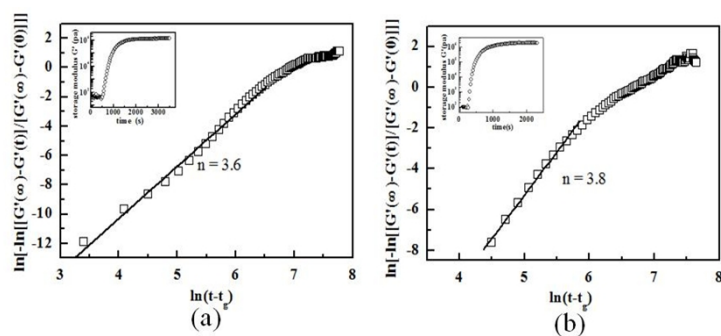 ln[-ln[[G'(∞)-G'(t)]/[G'(∞)-G'(0)]]]
2
0
-2
-4
-6
-8
-10
-12
storage modulus G' (pa)
0
1000
2000
3000
time (s)
n = 3.6
3
4
5
6
7
8
ln(t-tg)
(a)
ln[-ln[[G'(∞)-G'(t)]/[G'(∞)-G'(0)]]]
2
0
-2
-4
-6
-8
storage modulus G' (pa)
0
1000
2000
time(s)
n = 3.8
4
5
6
7
8
ln(t-tg)
(b)